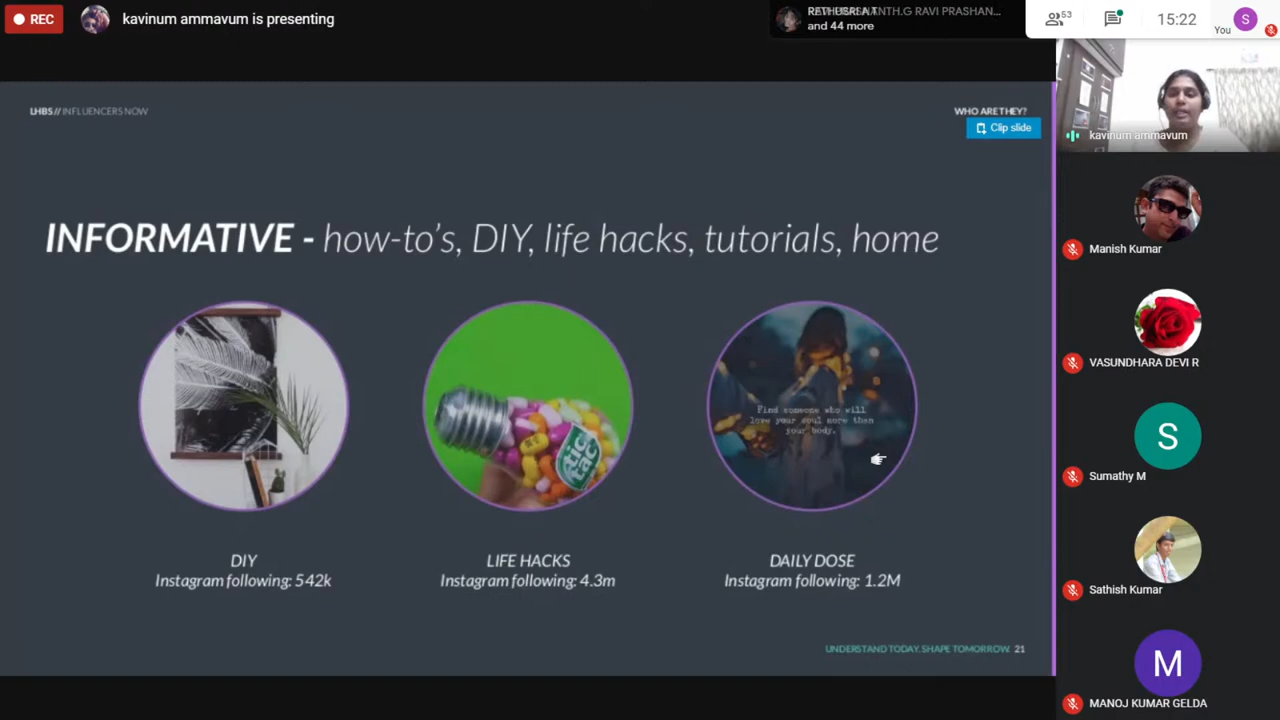 REC
kavinum ammavum is presenting
and 44 more
53
15:22
You
S
LHBS // INFLUENCERS NOW
WHO ARE THEY?
Clip slide
kavinum ammavum
INFORMATIVE - how-to's, DIY, life hacks, tutorials, home
Manish Kumar
VASUNDHARA DEVI R
Find someone who will
love your soul more than
your body.
tic
tac
S
Sumathy M
DIY
Instagram following: 542k
LIFE HACKS
Instagram following: 4.3m
DAILY DOSE
Instagram following: 1.2M
Sathish Kumar
UNDERSTAND TODAY. SHAPE TOMORROW. 21
M
MANOJ KUMAR GELDA